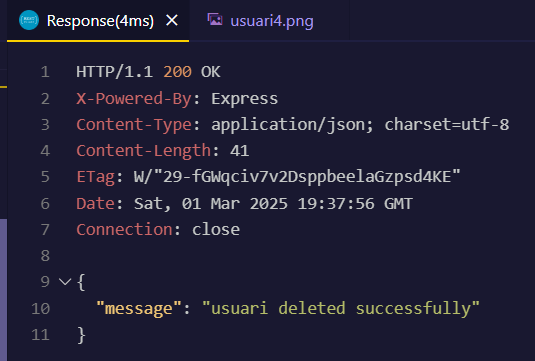 Response(4ms)
usuari4.png
1 HTTP/1.1 200 OK
2 X-Powered-By: Express
3 Content-Type: application/json; charset=utf-8
4 Content-Length: 41
5 ETag: W/"29-fGWqciv7v2DsppbeelaGzpsd4KE"
6 Date: Sat, 01 Mar 2025 19:37:56 GMT
7 Connection: close
8
9 {
10 "message": "usuari deleted successfully"
11 }